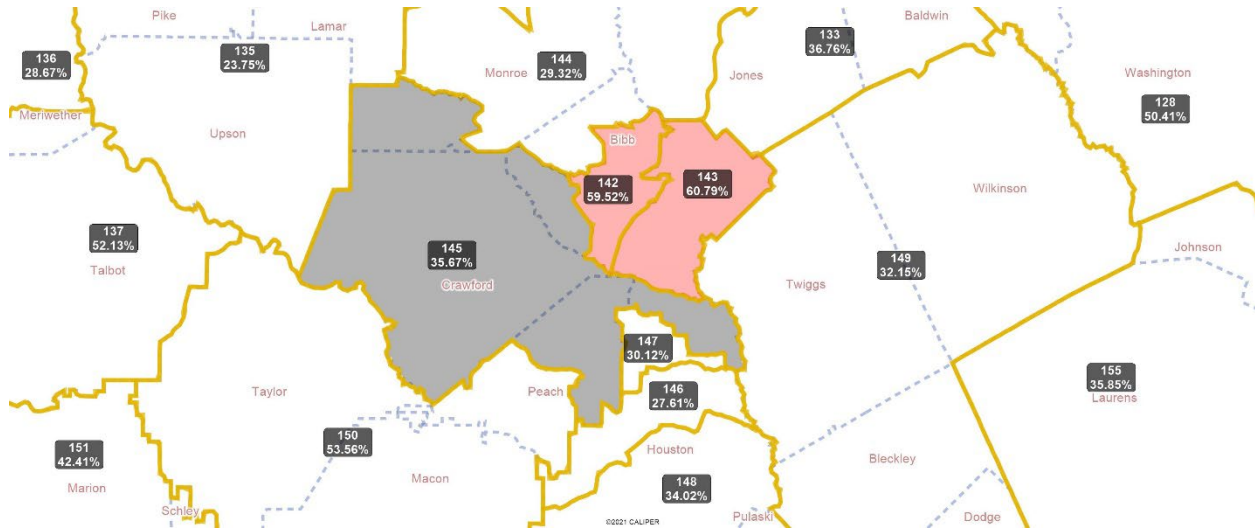 Pike
Baldwin
Lamar
133
36.76%
136
28.67%
135
23.75%
144
29.32%
Monroe
Jones
Washington
128
50.41%
Meriwether
Upson
Bibb
142
59.52%
143
60.79%
Wilkinson
137
52.13%
Talbot
145
35.67%
Crawford
Johnson
149
32.15%
Twiggs
147
30.12%
155
35.85%
Laurens
Taylor
Peach
146
27.61%
150
53.56%
151
42.41%
Marion
Houston
Bleckley
Macon
148
34.02%
Schley
Pulaski
Dodge
©2021 CALIPER